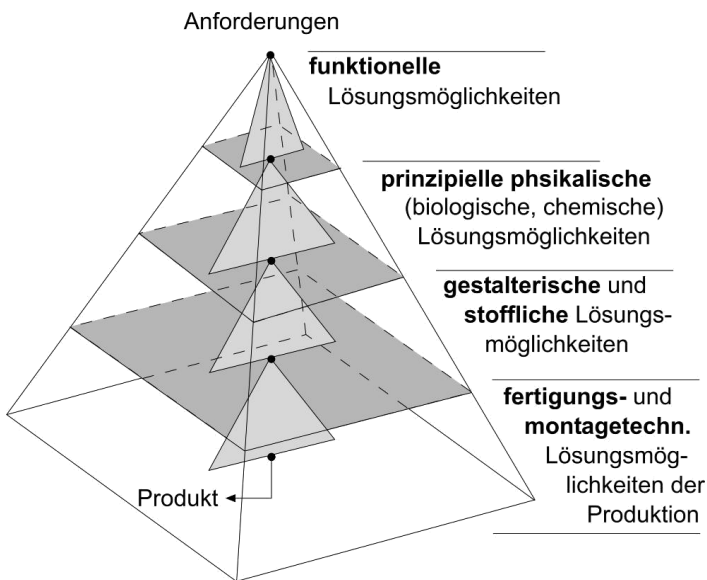 Anforderungen
funktionelle
Lösungsmöglichkeiten
prinzipielle phsikalische
(biologische, chemische)
Lösungsmöglichkeiten
gestalterische und
stoffliche Lösungs-
möglichkeiten
fertigungs- und
montagetechn.
Lösungsmög-
lichkeiten der
Produktion
Produkt